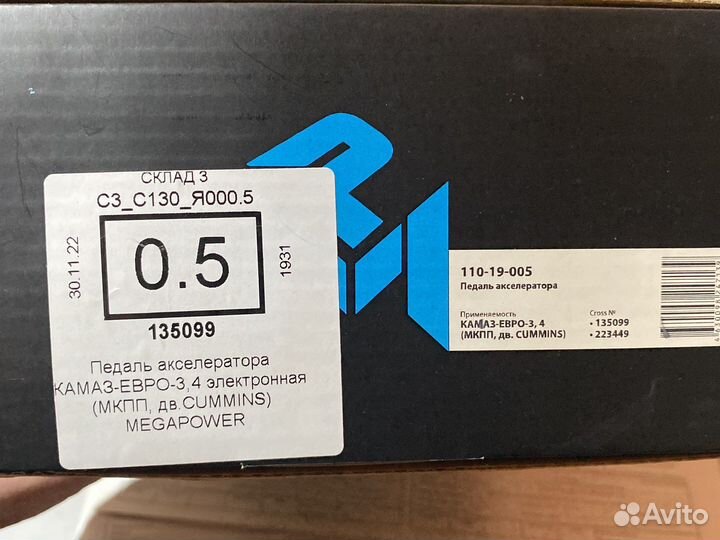 СКЛАД 3
С3_С130_Я000.5
30.11.22
0.5
1931
135099
Педаль акселератора
КАМАЗ-ЕВРО-3,4 электронная
(МКПП, дв.CUMMINS)
MEGAPOWER
110-19-005
Педаль акселератора
Применяемость
КАМАЗ-ЕВРО-3, 4
(МКПП, дв. CUMMINS)
Cross №
• 135099
• 223449
Avito